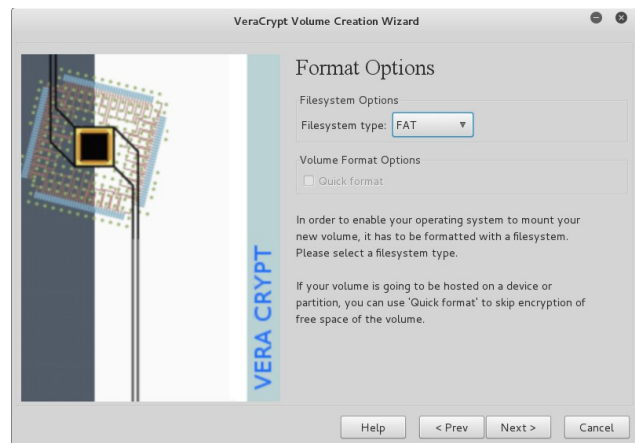 VeraCrypt Volume Creation Wizard
VERA CRYPT
Format Options
Filesystem Options
Filesystem type: FAT
Volume Format Options
Quick format
In order to enable your operating system to mount your
new volume, it has to be formatted with a filesystem.
Please select a filesystem type.
If your volume is going to be hosted on a device or
partition, you can use 'Quick format' to skip encryption of
free space of the volume.
Help
< Prev
Next >
Cancel